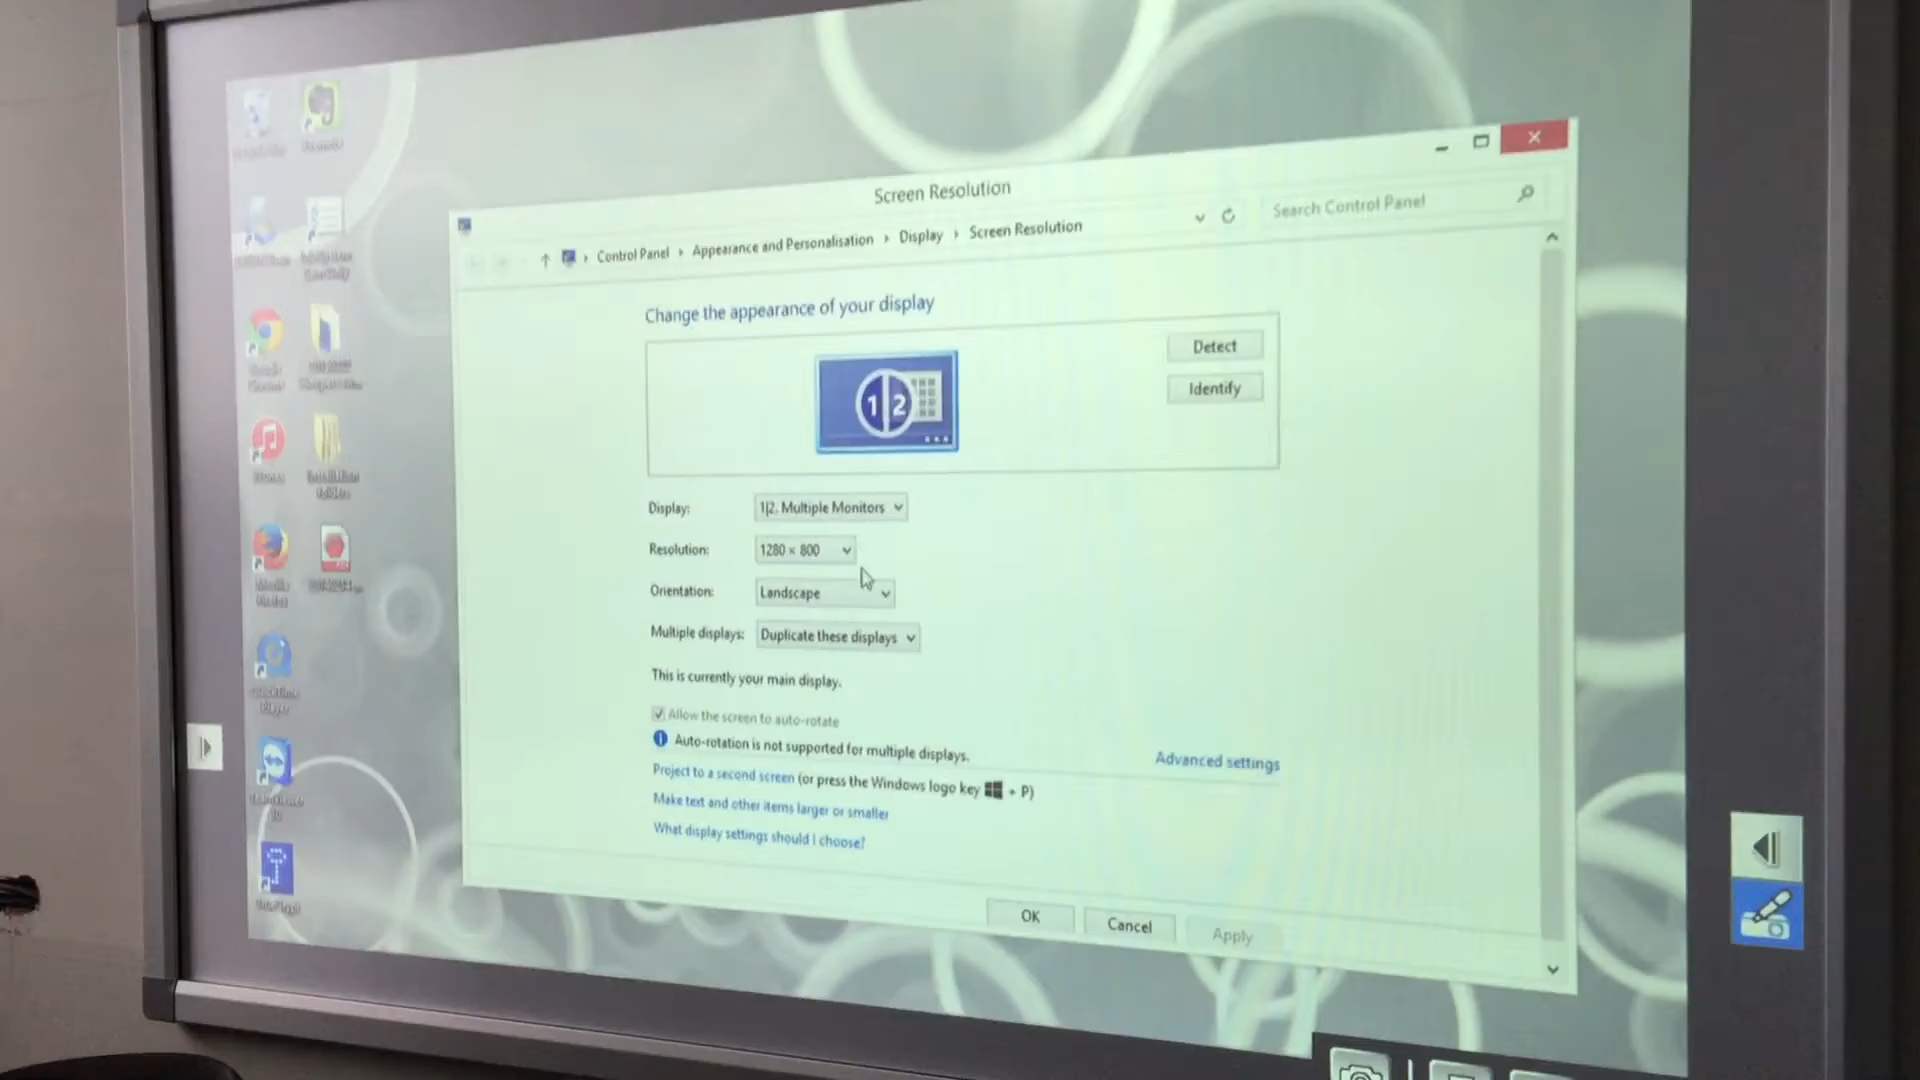 Screen Resolution
Control Panel › Appearance and Personalisation › Display › Screen Resolution
Search Control Panel
Change the appearance of your display
1 2
Detect
Identify
Display: 1|2. Multiple Monitors
Resolution: 1280 × 800
Orientation: Landscape
Multiple displays: Duplicate these displays
This is currently your main display.
Allow the screen to auto-rotate
Auto-rotation is not supported for multiple displays.
Advanced settings
Project to a second screen (or press the Windows logo key + P)
Make text and other items larger or smaller
What display settings should I choose?
OK Cancel Apply